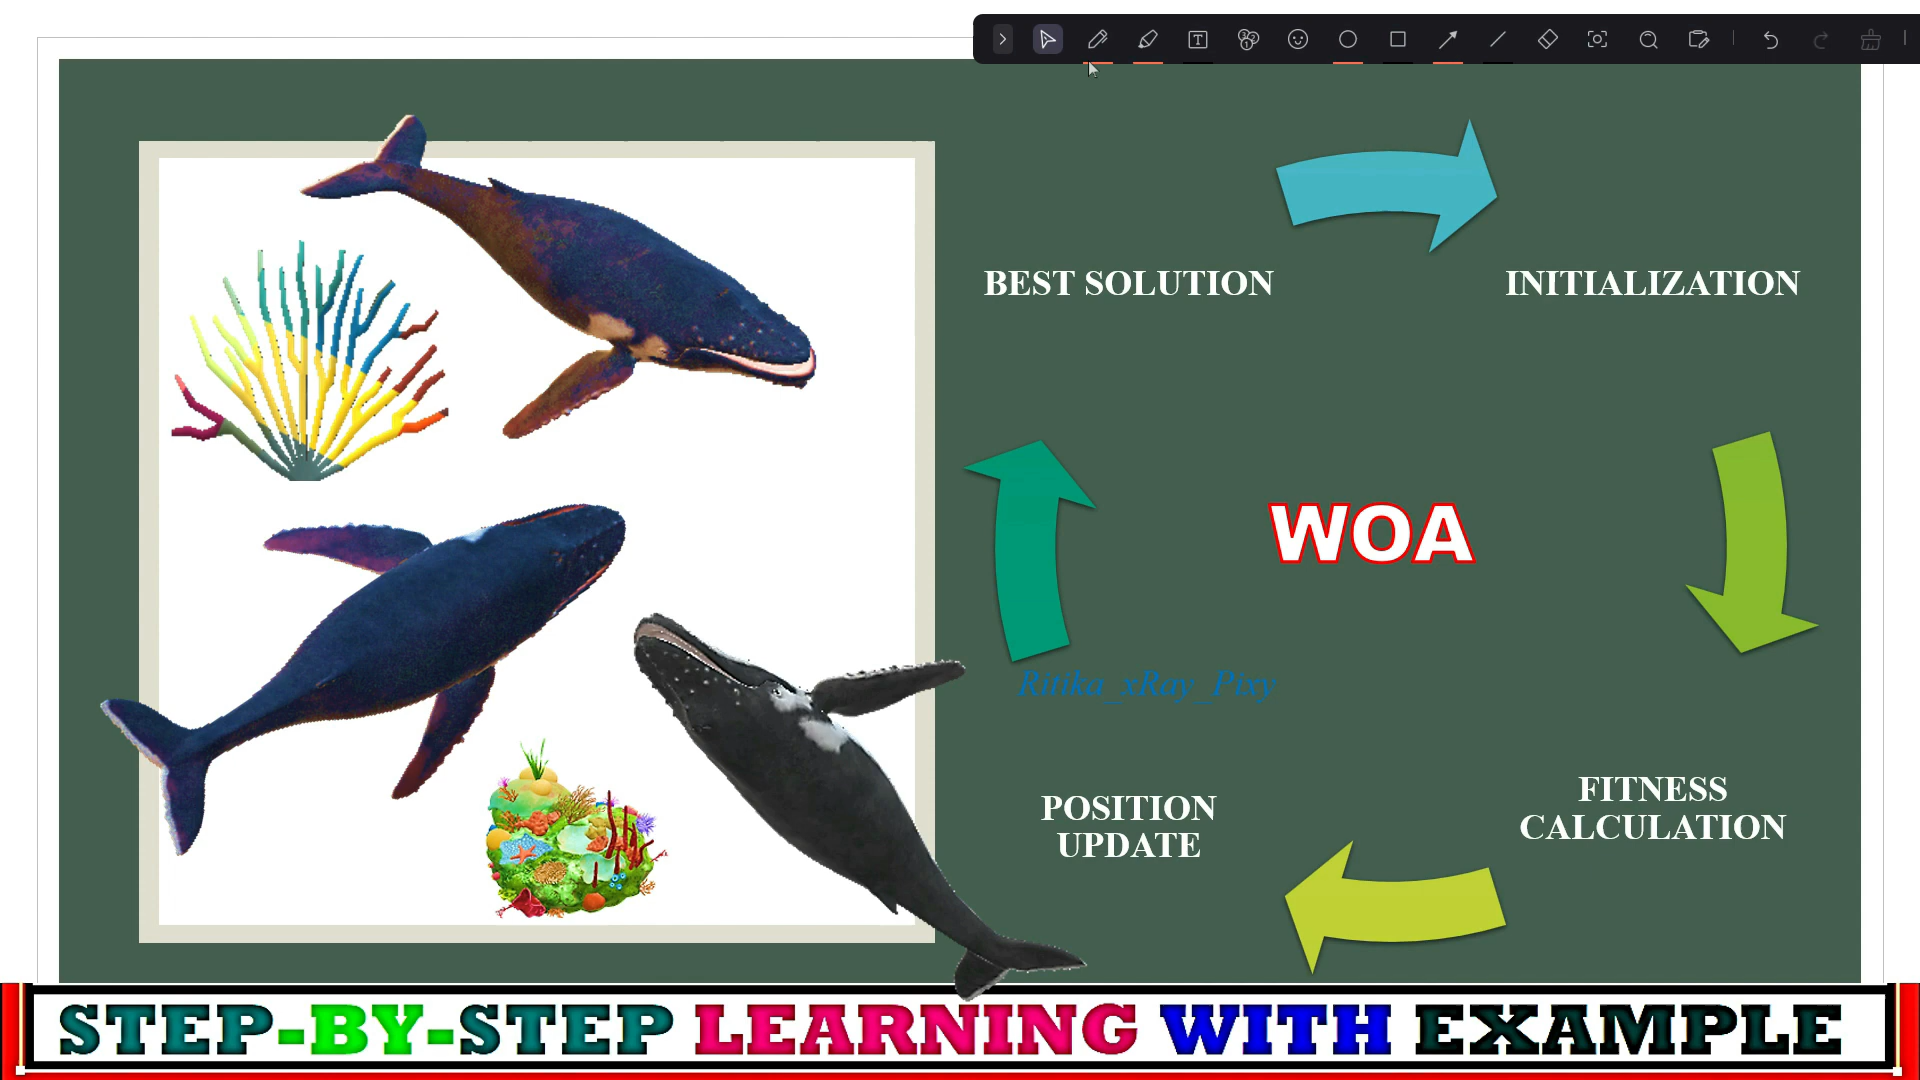 BEST SOLUTION
INITIALIZATION
WOA
Ritika_xRay_Pixy
POSITION
UPDATE
FITNESS
CALCULATION
STEP-BY-STEP LEARNING WITH EXAMPLE